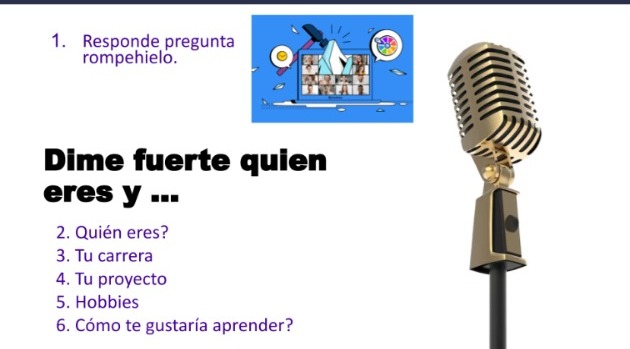 1. Responde pregunta
rompehielo.
Dime fuerte quien
eres y ...
2. Quién eres?
3. Tu carrera
4. Tu proyecto
5. Hobbies
6. Cómo te gustaría aprender?